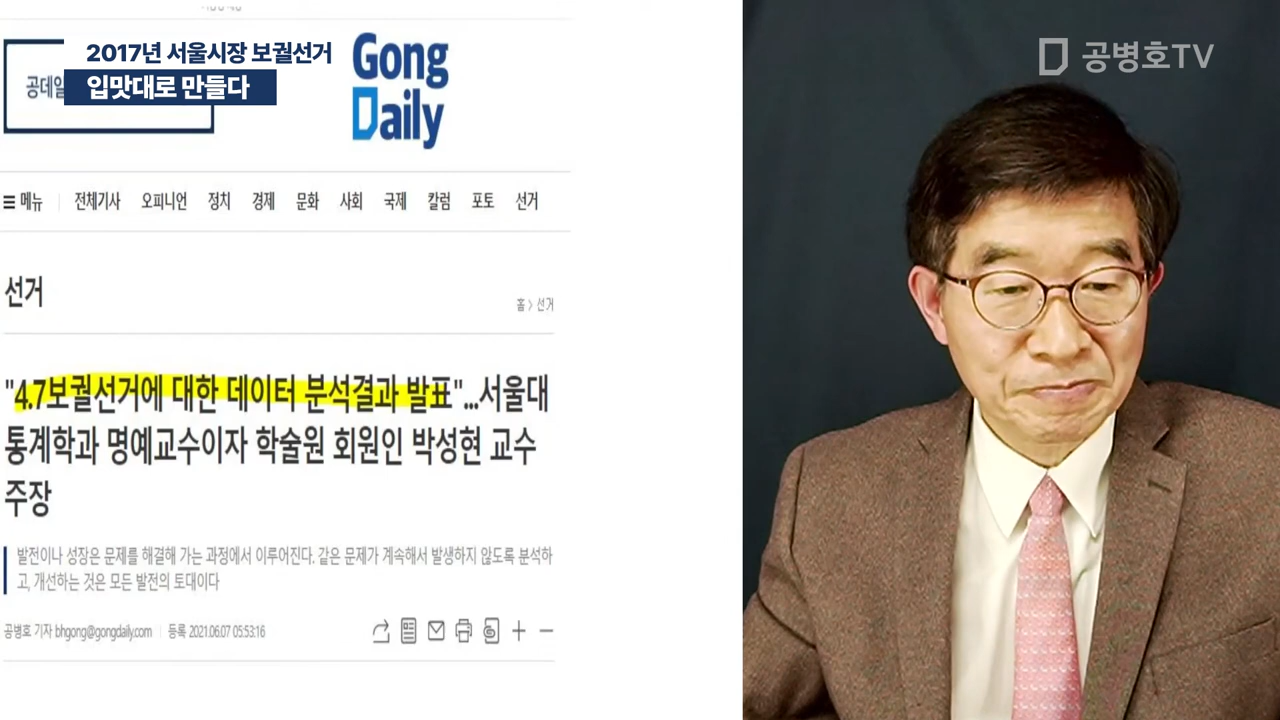 2017년 서울시장 보궐선거
입맛대로 만들다
공데일
Gong
Daily
공병호TV
메뉴 전체기사 오피니언 정치 경제 문화 사회 국제 칼럼 포토 선거
선거
홈 > 선거
"4.7보궐선거에 대한 데이터 분석결과 발표"...서울대
통계학과 명예교수이자 학술원 회원인 박성현 교수
주장
발전이나 성장은 문제를 해결해 가는 과정에서 이루어진다. 같은 문제가 계속해서 발생하지 않도록 분석하
고, 개선하는 것은 모든 발전의 토대이다
공병호 기자 bhgong@gongdaily.com 등록 2021.06.07 05:53:16